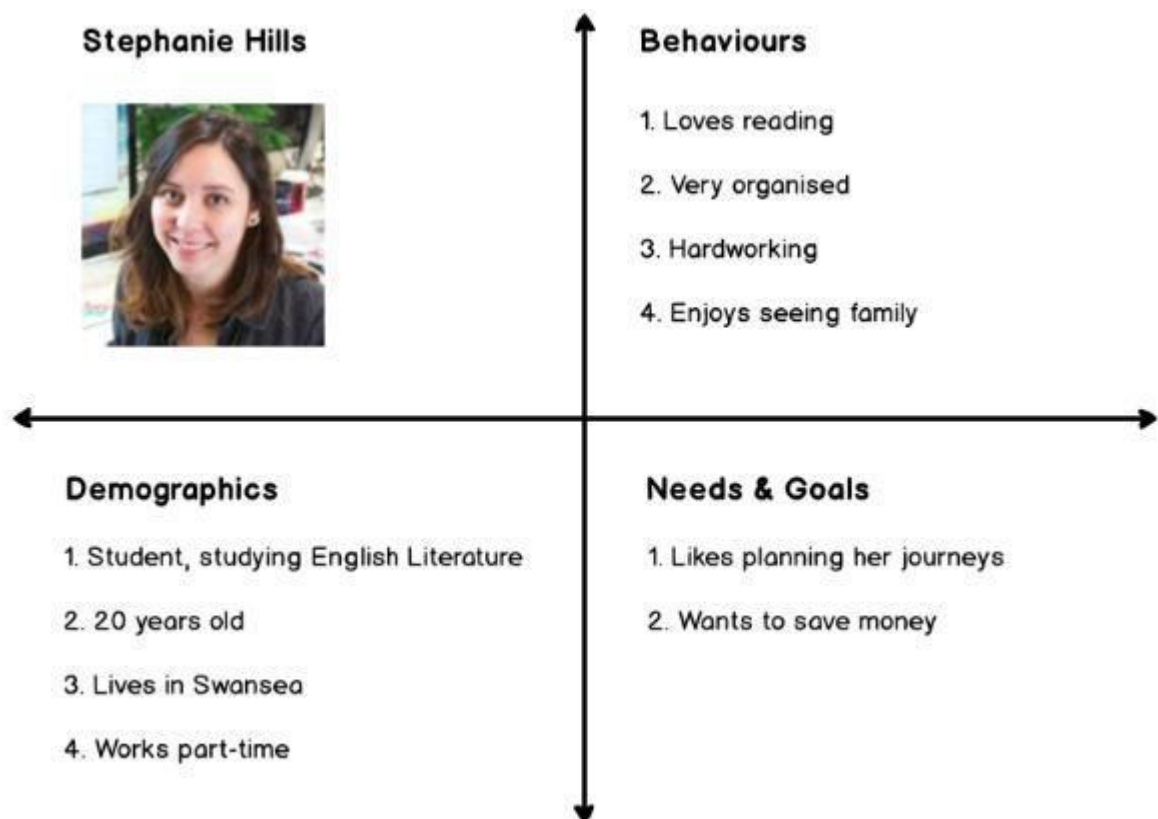 Stephanie Hills
Behaviours
1. Loves reading
2. Very organised
3. Hardworking
4. Enjoys seeing family
Demographics
1. Student, studying English Literature
2. 20 years old
3. Lives in Swansea
4. Works part-time
Needs & Goals
1. Likes planning her journeys
2. Wants to save money